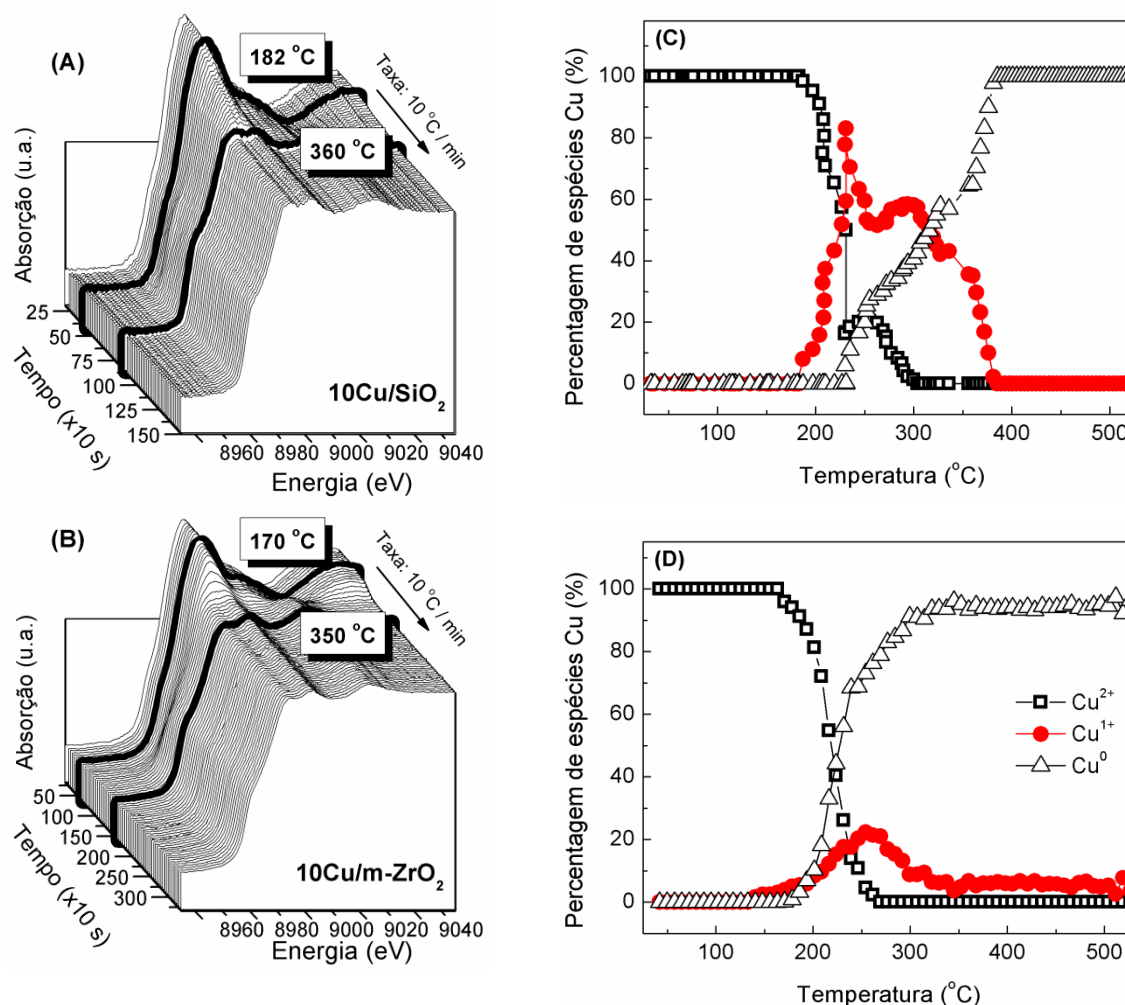 (A)
182 °C
Taxa: 10 °C / min
360 °C
Absorção (u.a.)
25
50
75
100
125
150
Tempo (x10 s)
10Cu/SiO₂
8960 8980 9000 9020 9040
Energia (eV)
(B)
170 °C
Taxa: 10 °C / min
350 °C
Absorção (u.a.)
50
100
150
200
250
300
Tempo (x10 s)
10Cu/m-ZrO₂
8960 8980 9000 9020 9040
Energia (eV)
(C)
Percentagem de espécies Cu (%)
100
80
60
40
20
0
100 200 300 400 500
Temperatura (°C)
(D)
Percentagem de espécies Cu (%)
100
80
60
40
20
0
Cu²⁺
Cu¹⁺
Cu⁰
100 200 300 400 500
Temperatura (°C)